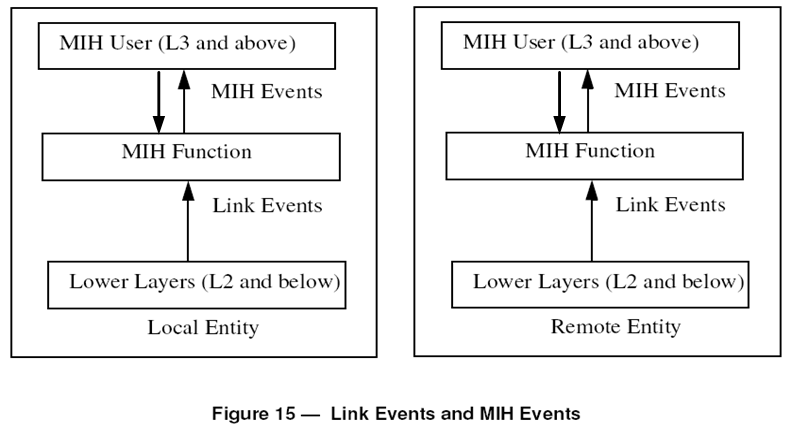 MIH User (L3 and above)
MIH Events
MIH Function
Link Events
Lower Layers (L2 and below)
Local Entity
MIH User (L3 and above)
MIH Events
MIH Function
Link Events
Lower Layers (L2 and below)
Remote Entity
Figure 15 — Link Events and MIH Events